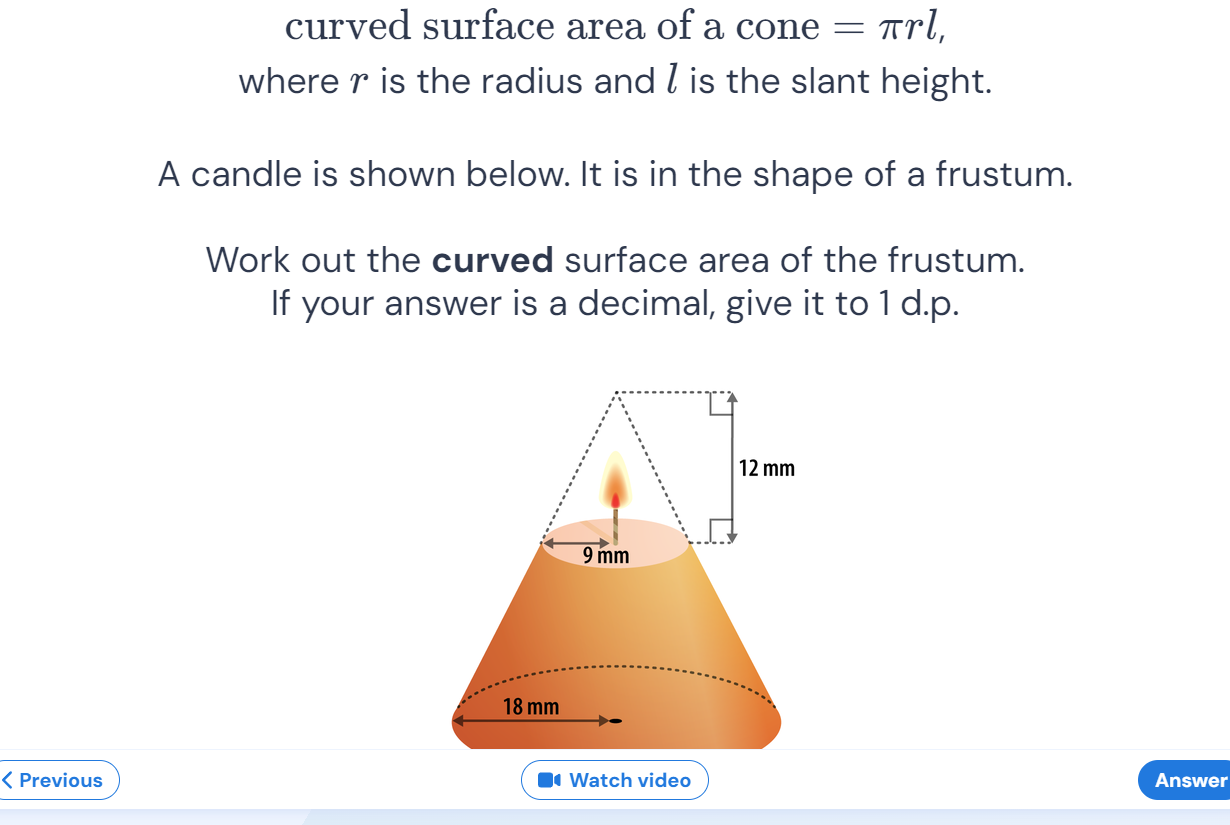 curved surface area of a cone = πrl,
where r is the radius and l is the slant height.
A candle is shown below. It is in the shape of a frustum.
Work out the curved surface area of the frustum.
If your answer is a decimal, give it to 1 d.p.
12 mm
9 mm
18 mm
Previous
Watch video
Answer